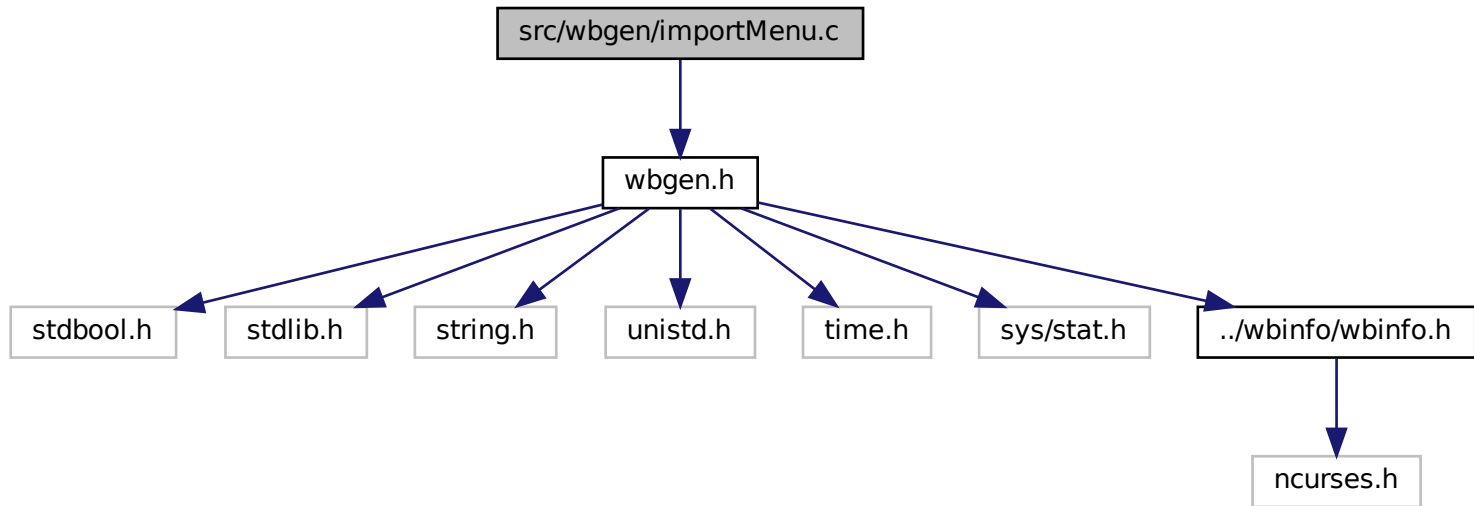 src/wbgen/importMenu.c
wbgen.h
stdbool.h
stdlib.h
string.h
unistd.h
time.h
sys/stat.h
../wbinfo/wbinfo.h
ncurses.h